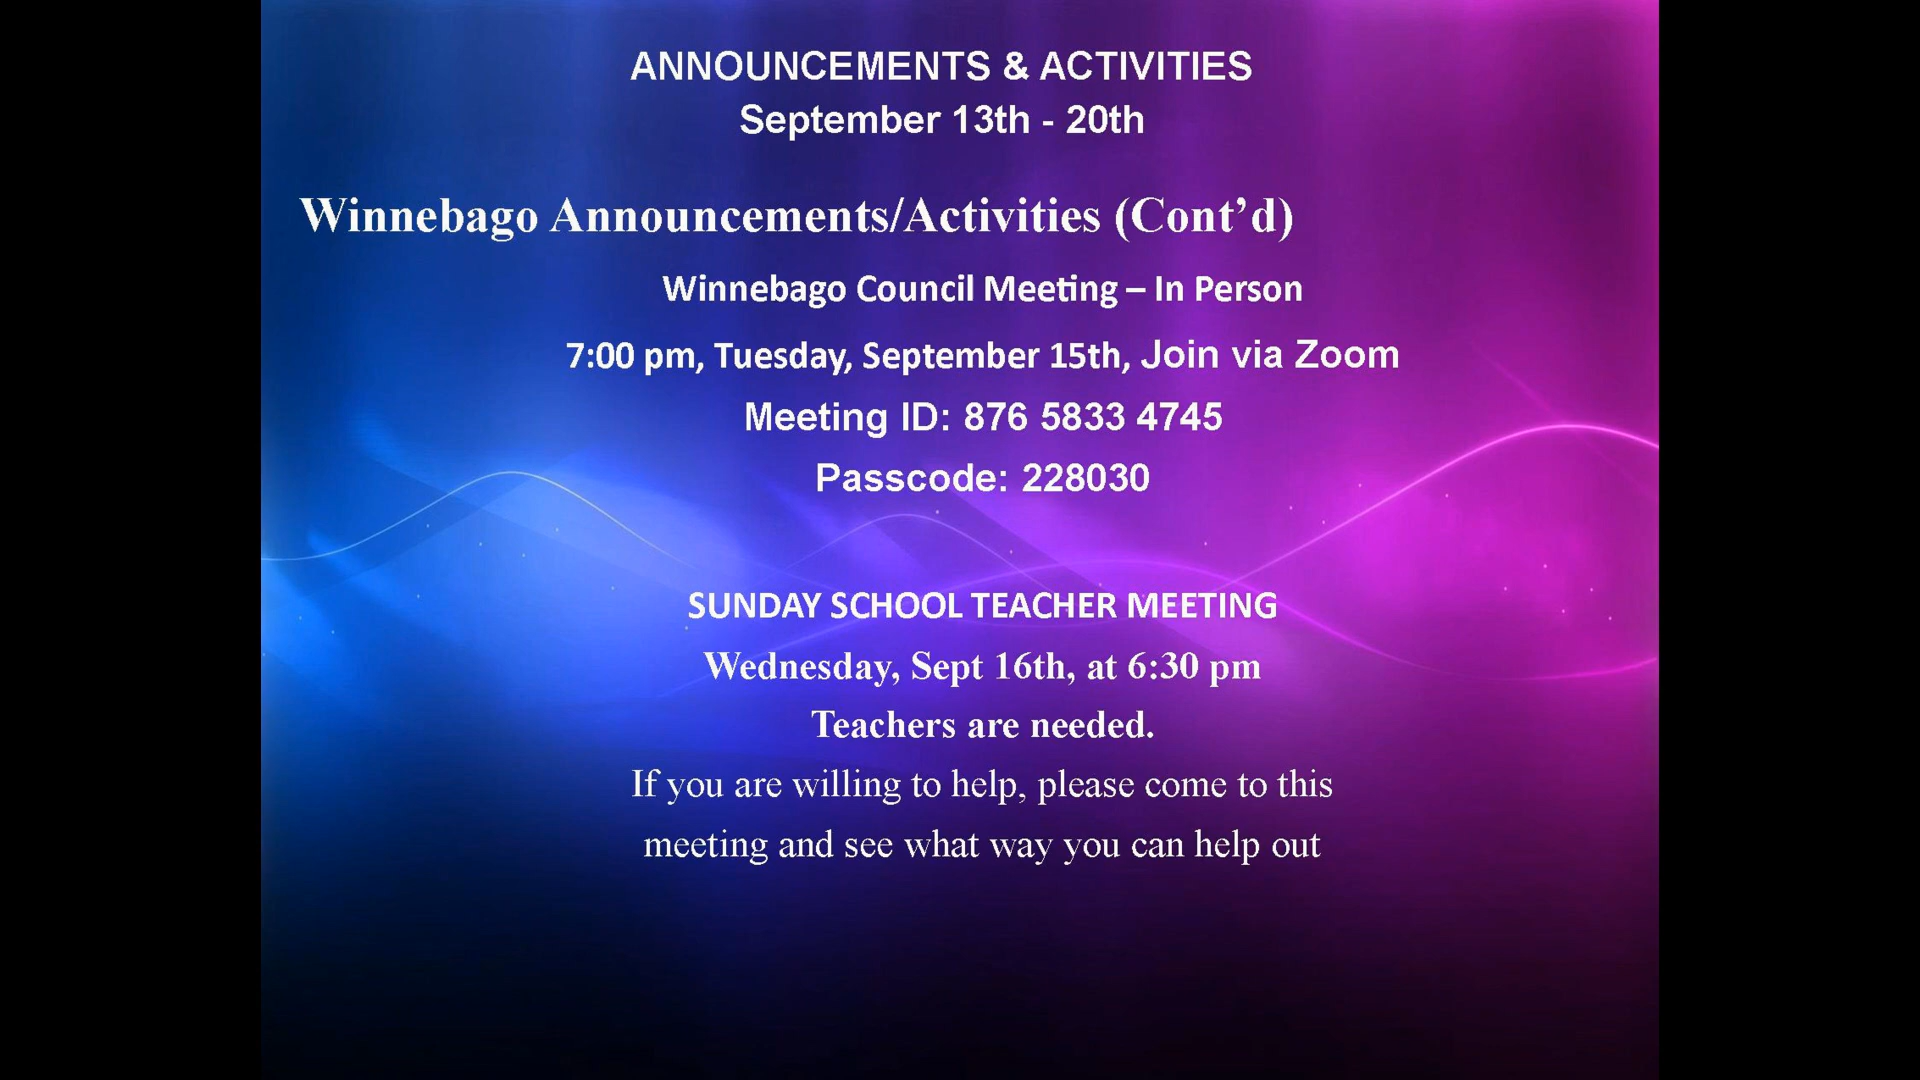 ANNOUNCEMENTS & ACTIVITIES
September 13th - 20th
Winnebago Announcements/Activities (Cont’d)
Winnebago Council Meeting – In Person
7:00 pm, Tuesday, September 15th, Join via Zoom
Meeting ID: 876 5833 4745
Passcode: 228030
SUNDAY SCHOOL TEACHER MEETING
Wednesday, Sept 16th, at 6:30 pm
Teachers are needed.
If you are willing to help, please come to this
meeting and see what way you can help out